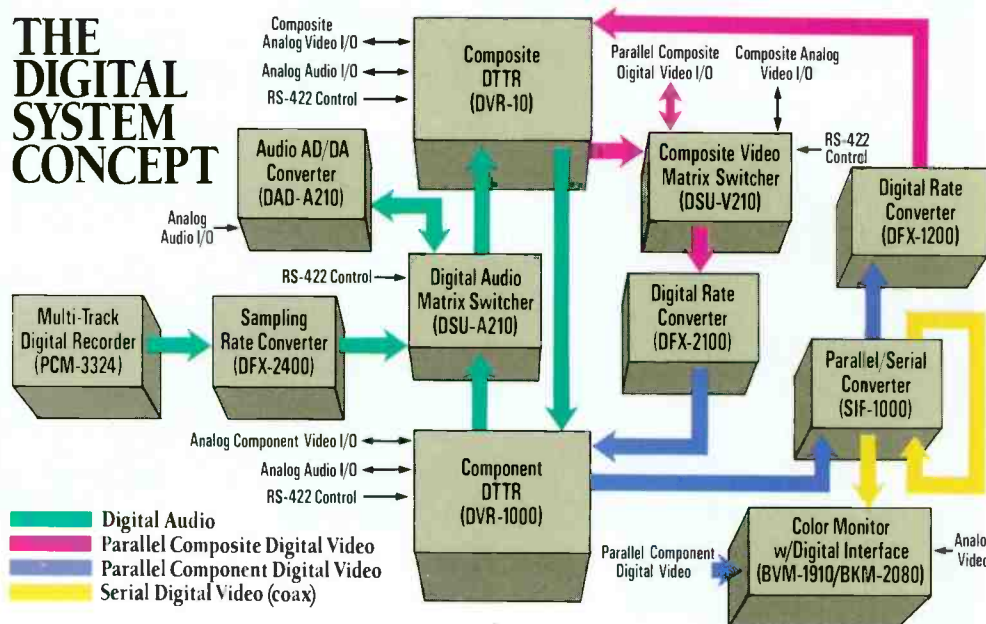 THE
DIGITAL
SYSTEM
CONCEPT
Composite
Analog Video I/O
Analog Audio I/O
RS-422 Control
Composite
DTTR
(DVR-10)
Parallel Composite
Digital Video I/O
Composite Analog
Video I/O
RS-422
Control
Audio AD/DA
Converter
(DAD-A210)
Analog
Audio I/O
Composite Video
Matrix Switcher
(DSU-V210)
Digital Rate
Converter
(DFX-1200)
RS-422 Control
Digital Audio
Matrix Switcher
(DSU-A210)
Digital Rate
Converter
(DFX-2100)
Multi-Track
Digital Recorder
(PCM-3324)
Sampling
Rate Converter
(DFX-2400)
Parallel/Serial
Converter
(SIF-1000)
Analog Component Video I/O
Analog Audio I/O
RS-422 Control
Component
DTTR
(DVR-1000)
Digital Audio
Parallel Composite Digital Video
Parallel Component Digital Video
Serial Digital Video (coax)
Parallel Component
Digital Video
Color Monitor
w/Digital Interface
(BVM-1910/BKM-2080)
Analog
Video